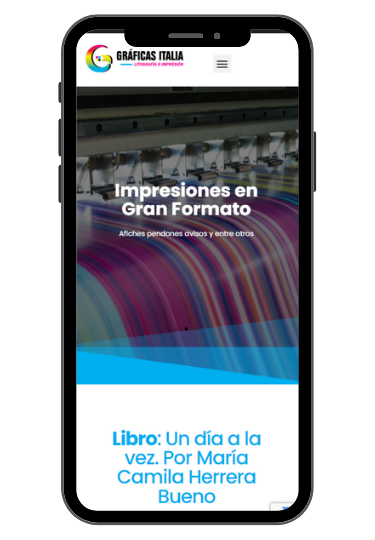 GRÁFICAS ITALIA
LITOGRAFÍA E IMPRESIÓN
Impresiones en
Gran Formato
Afiches pendones avisos y entre otros
Libro: Un día a la
vez. Por María
Camila Herrera
Bueno